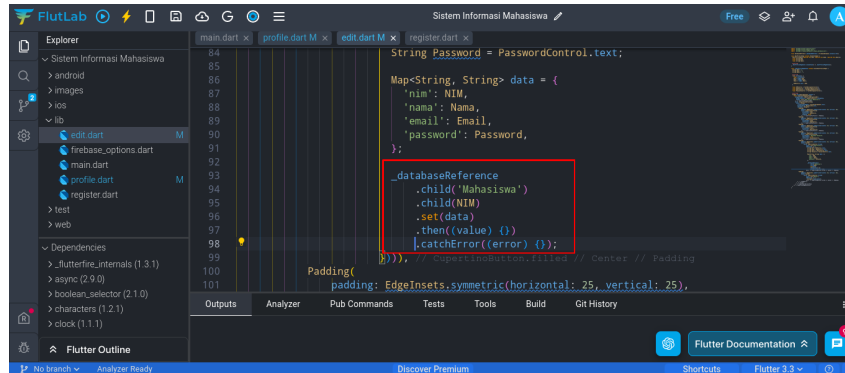 FlutLab
Sistem Informasi Mahasiswa
Free
A
Explorer
main.dart ×
profile.dart M ×
edit.dart M ×
register.dart ×
Sistem Informasi Mahasiswa
> android
> images
> ios
lib
edit.dart M
firebase_options.dart
main.dart
profile.dart M
register.dart
> test
> web
Dependencies
> _flutterfire_internals (1.3.1)
> async (2.9.0)
> boolean_selector (2.1.0)
> characters (1.2.1)
> clock (1.1.1)
Flutter Outline
2
84 String Password = PasswordControl.text;
85
86 Map<String, String> data = {
87 'nim': NIM,
88 'nama': Nama,
89 'email': Email,
90 'password': Password,
91 };
92
93 _databaseReference
94 .child('Mahasiswa')
95 .child(NIM)
96 .set(data)
97 .then((value) {})
98 .catchError((error) {});
99 }))), // CupertinoButton.filled // Center // Padding
100 Padding(
101 padding: EdgeInsets.symmetric(horizontal: 25, vertical: 25),
Outputs Analyzer Pub Commands Tests Tools Build Git History
Flutter Documentation
No branch Analyzer Ready Discover Premium Shortcuts Flutter 3.3